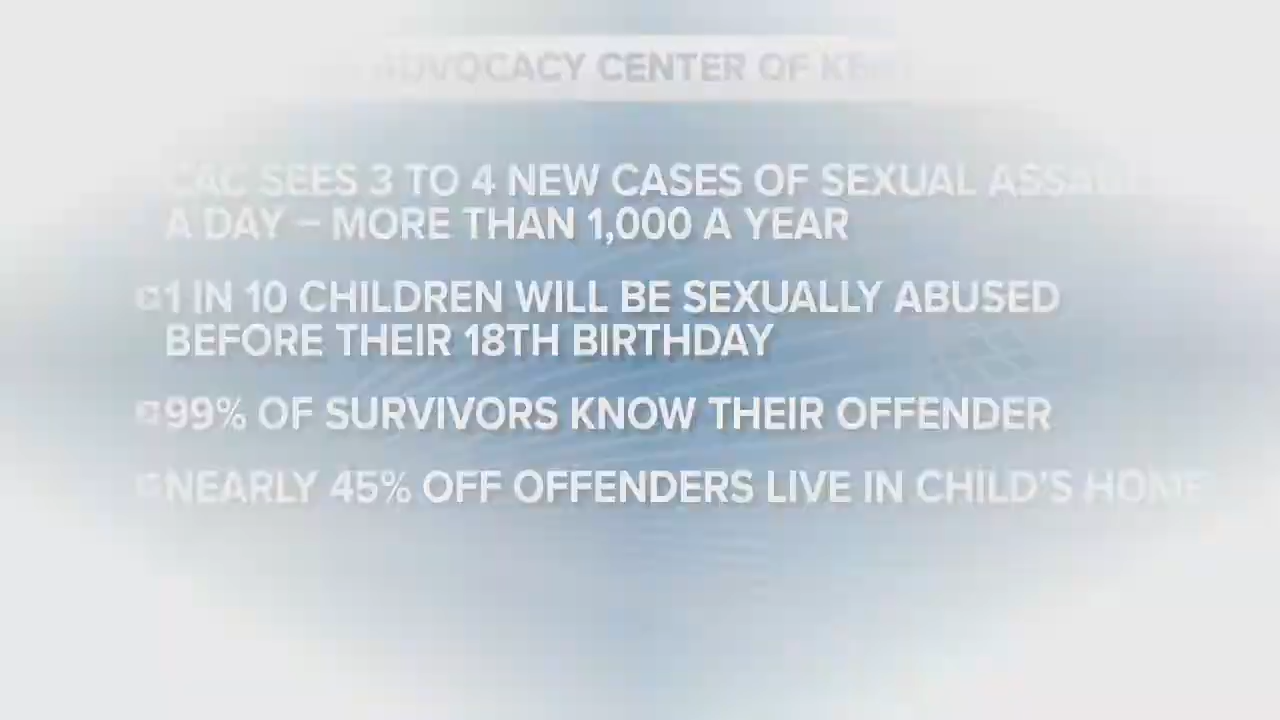 ADVOCACY CENTER OF
CAC SEES 3 TO 4 NEW CASES OF SEXUAL
A DAY – MORE THAN 1,000 A YEAR
1 IN 10 CHILDREN WILL BE SEXUALLY ABUSED
BEFORE THEIR 18TH BIRTHDAY
99% OF SURVIVORS KNOW THEIR OFFENDER
NEARLY 45% OFF OFFENDERS LIVE IN CHILD'S HOME